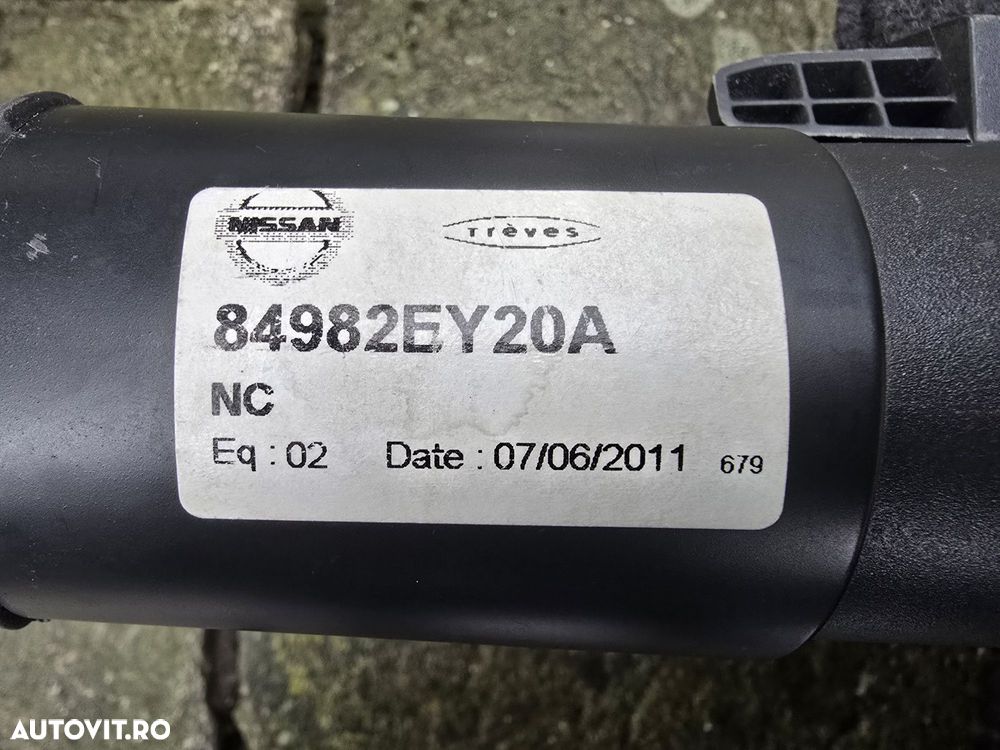 NISSAN
Trèves
84982EY20A
NC
Eq : 02 Date : 07/06/2011 679
AUTOVIT.RO